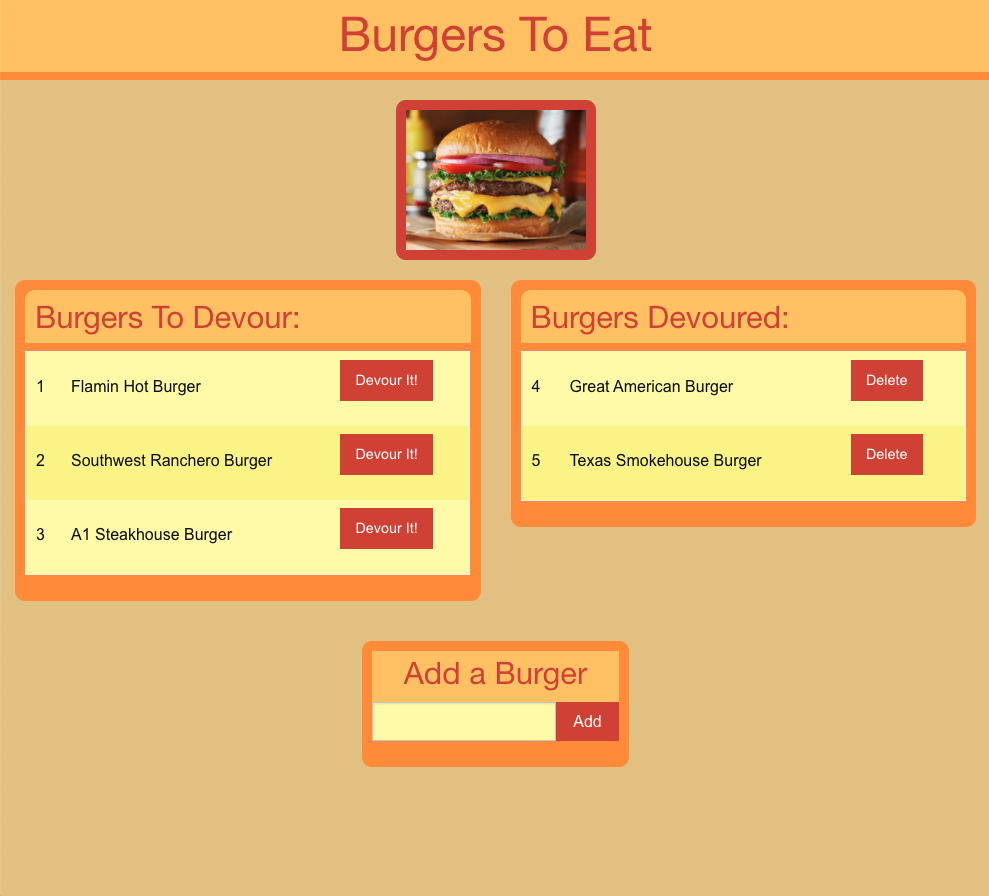 Burgers To Eat
Burgers To Devour:
1 Flamin Hot Burger Devour It!
2 Southwest Ranchero Burger Devour It!
3 A1 Steakhouse Burger Devour It!
Burgers Devoured:
4 Great American Burger Delete
5 Texas Smokehouse Burger Delete
Add a Burger
Add